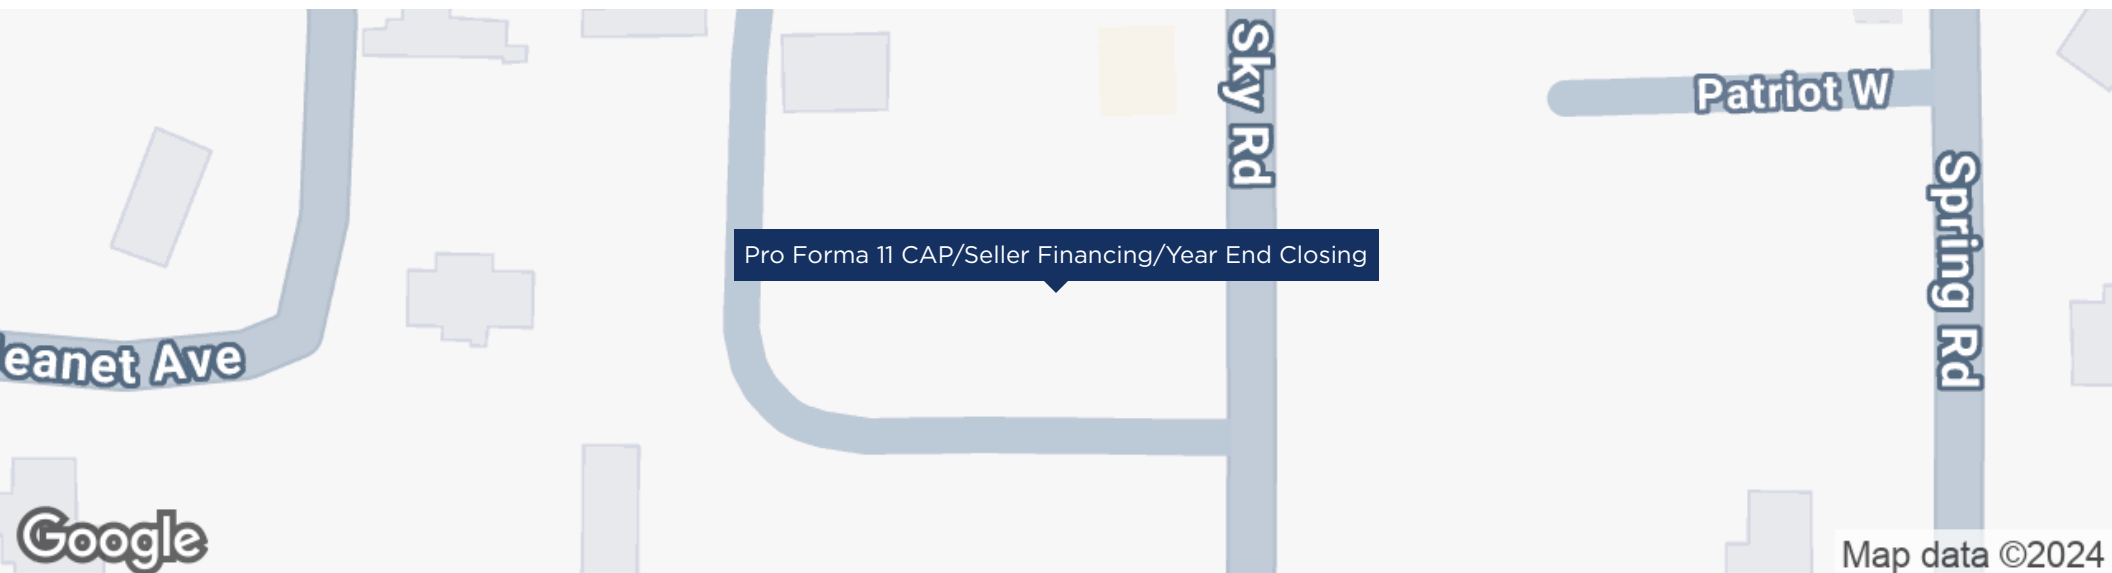 Sky Rd
Patriot W
Spring Rd
Pro Forma 11 CAP/Seller Financing/Year End Closing
eanet Ave
Google
Map data ©2024